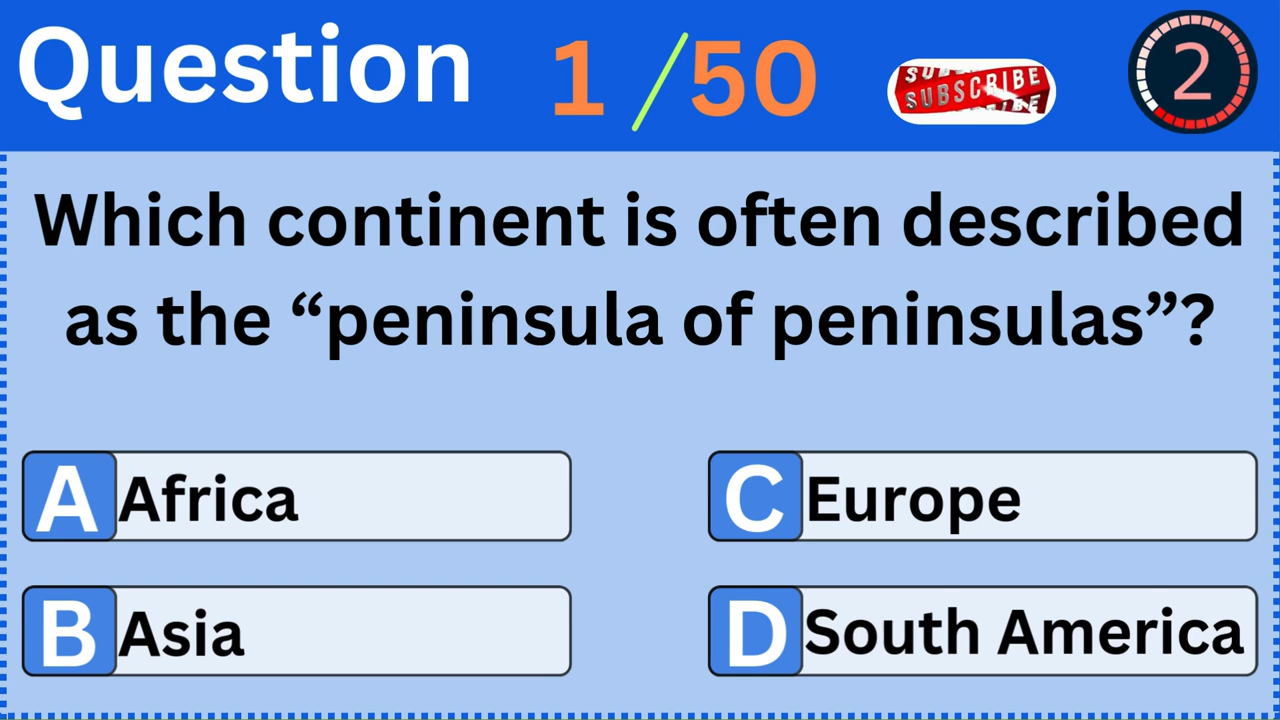 Question 1 / 50
SUBSCRIBE
2
Which continent is often described
as the “peninsula of peninsulas”?
A Africa
B Asia
C Europe
D South America